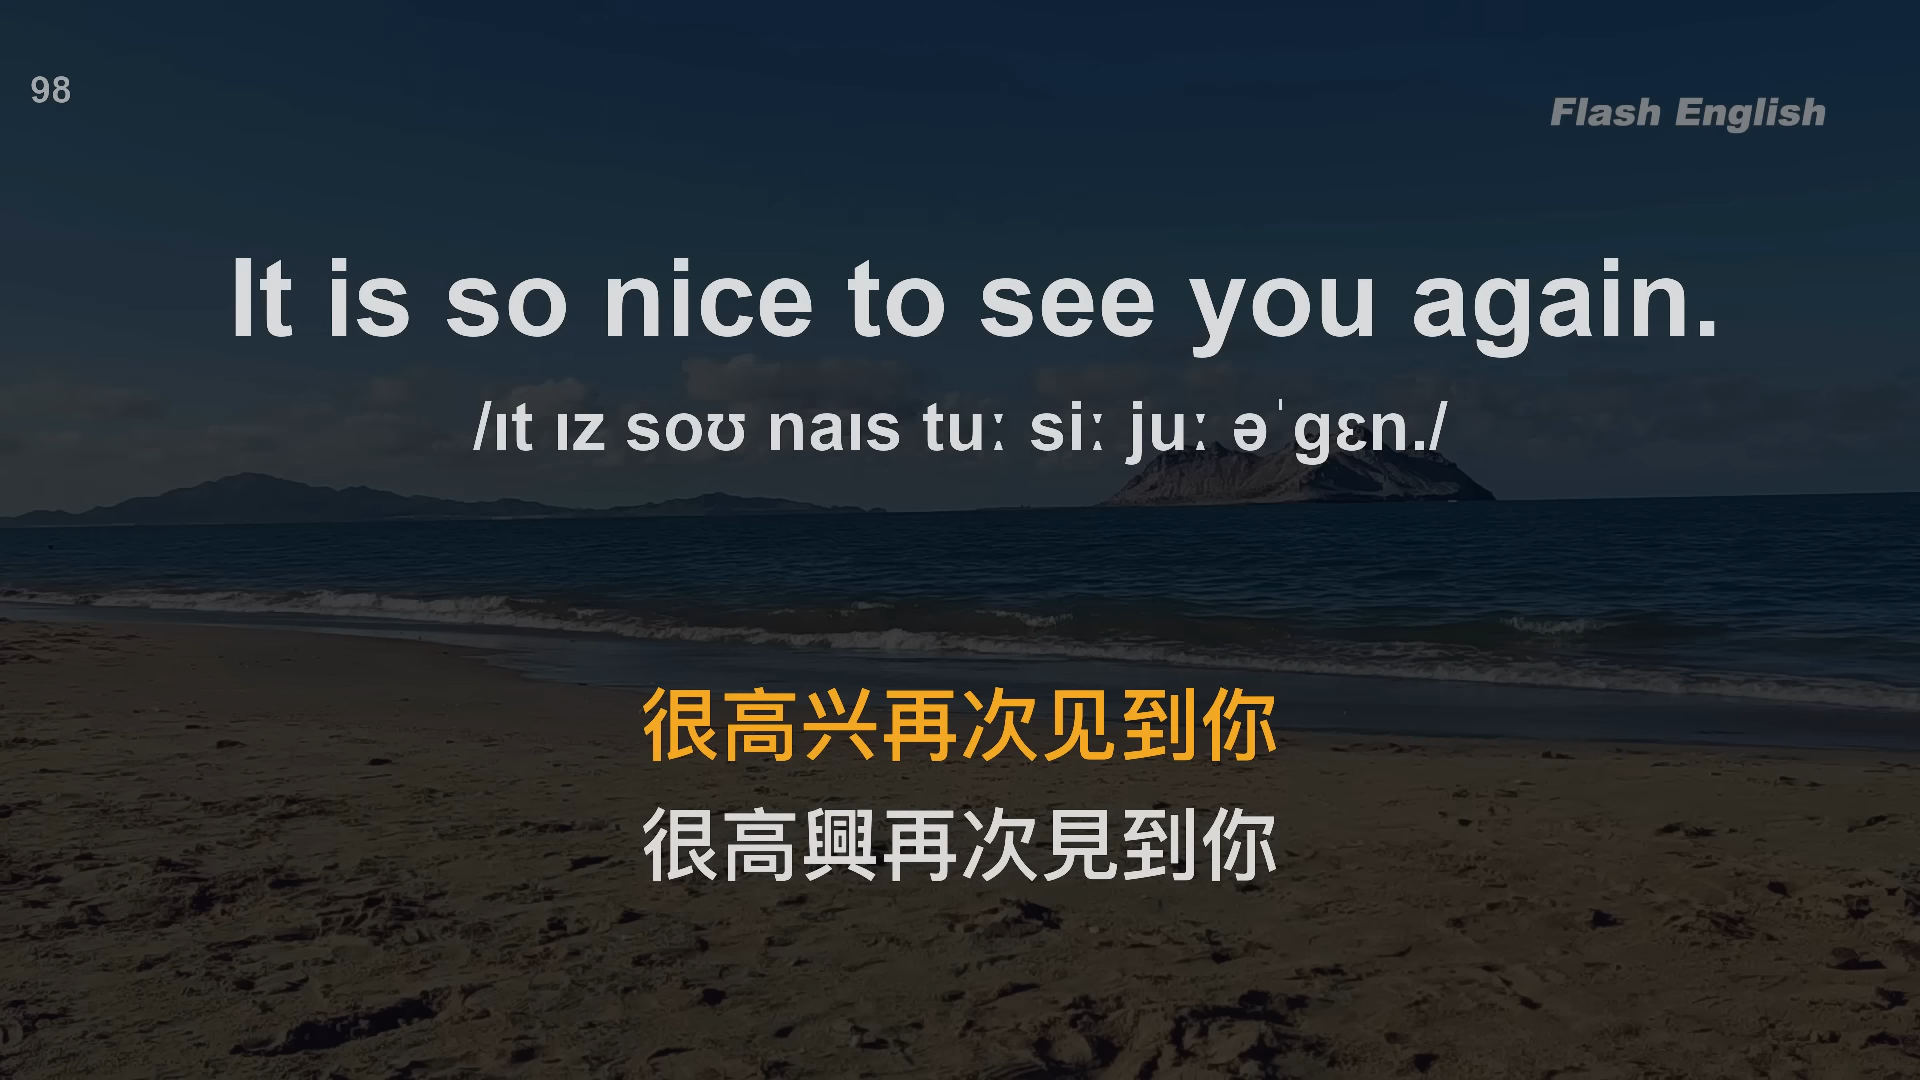 98
Flash English
It is so nice to see you again.
/ɪt ɪz soʊ naɪs tuː siː juː əˈgɛn./
很高兴再次见到你
很高興再次見到你